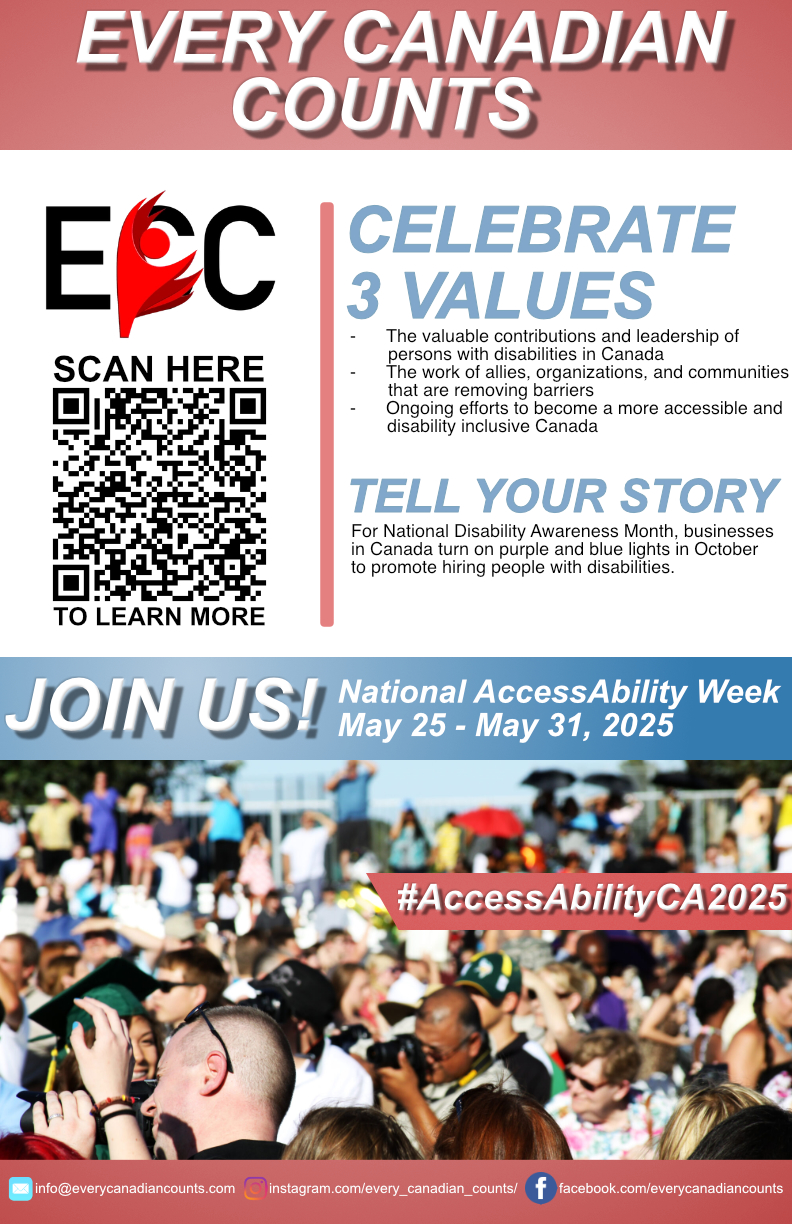 EVERY CANADIAN
COUNTS
ECC
SCAN HERE
TO LEARN MORE
CELEBRATE
3 VALUES
- The valuable contributions and leadership of
persons with disabilities in Canada
- The work of allies, organizations, and communities
that are removing barriers
- Ongoing efforts to become a more accessible and
disability inclusive Canada
TELL YOUR STORY
For National Disability Awareness Month, businesses
in Canada turn on purple and blue lights in October
to promote hiring people with disabilities.
JOIN US!
National AccessAbility Week
May 25 - May 31, 2025
#AccessAbilityCA2025
info@everycanadiancounts.com
instagram.com/every_canadian_counts/
facebook.com/everycanadiancounts